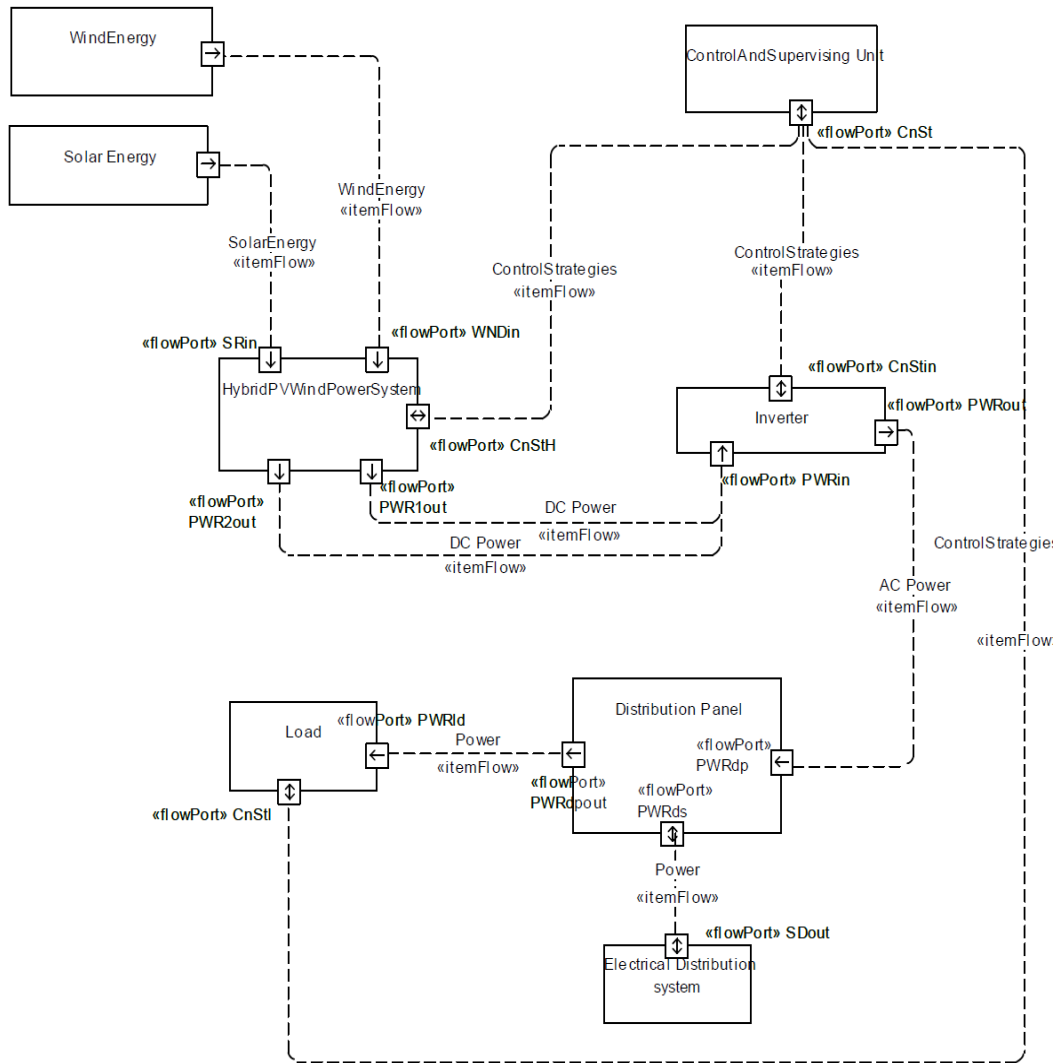 WindEnergy
ControlAndSupervising Unit
«flowPort» CnSt
Solar Energy
WindEnergy
«itemFlow»
SolarEnergy
«itemFlow»
ControlStrategies
«itemFlow»
ControlStrategies
«itemFlow»
«flowPort» SRin
«flowPort» WNDin
HybridPVWindPowerSystem
«flowPort» CnStH
«flowPort» CnStin
«flowPort» PWRout
Inverter
«flowPort» PWRin
«flowPort»
PWR2out
«flowPort»
PWR1out
DC Power
«itemFlow»
DC Power
«itemFlow»
ControlStrategies
«itemFlow»
AC Power
«itemFlow»
«flowPort» PWRld
Load
Power
«itemFlow»
Distribution Panel
«flowPort»
PWRdp
«flowPort»
PWRdpout
«flowPort»
PWRds
«flowPort» CnStl
Power
«itemFlow»
«flowPort» SDout
Electrical Distribution
system